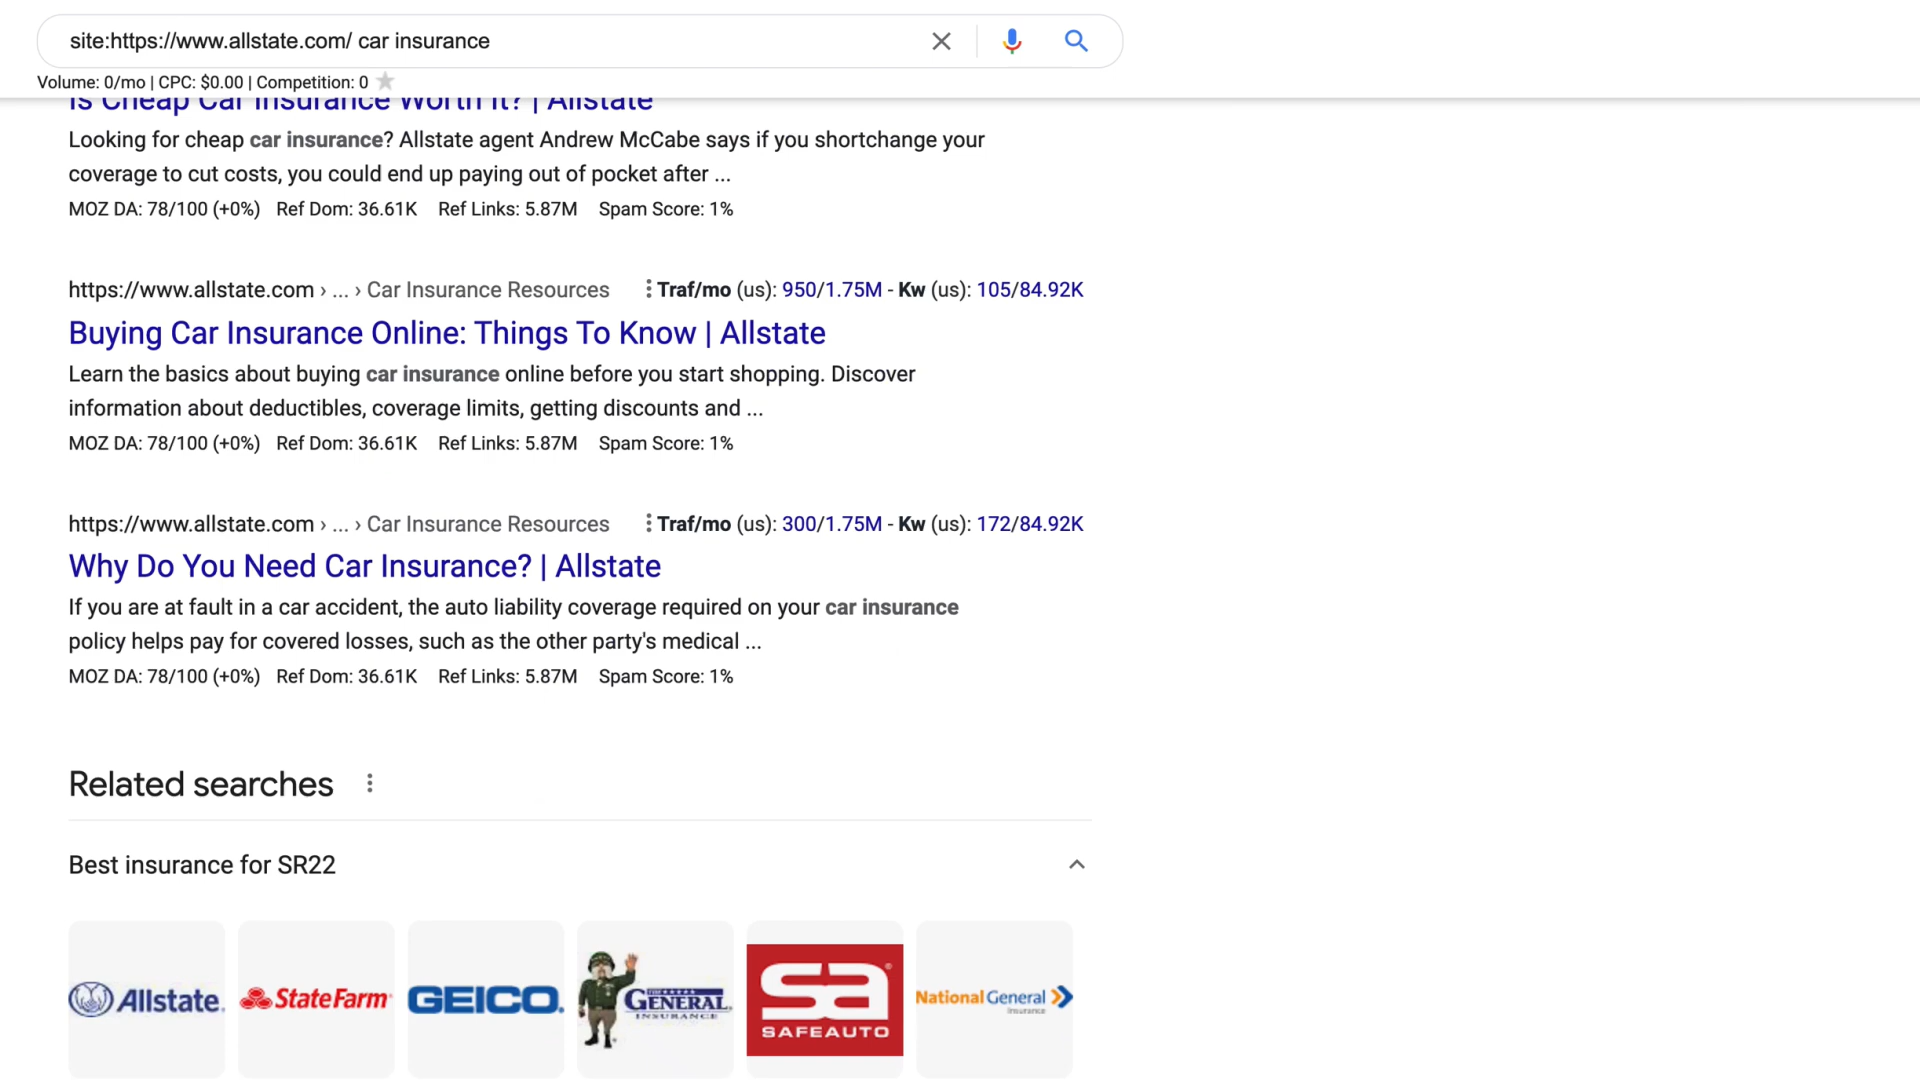 site:https://www.allstate.com/ car insurance
Volume: 0/mo | CPC: $0.00 | Competition: 0
Is Cheap Car Insurance Worth It? | Allstate
Looking for cheap car insurance? Allstate agent Andrew McCabe says if you shortchange your
coverage to cut costs, you could end up paying out of pocket after ...
MOZ DA: 78/100 (+0%) Ref Dom: 36.61K Ref Links: 5.87M Spam Score: 1%
https://www.allstate.com › ... › Car Insurance Resources Traf/mo (us): 950/1.75M - Kw (us): 105/84.92K
Buying Car Insurance Online: Things To Know | Allstate
Learn the basics about buying car insurance online before you start shopping. Discover
information about deductibles, coverage limits, getting discounts and ...
MOZ DA: 78/100 (+0%) Ref Dom: 36.61K Ref Links: 5.87M Spam Score: 1%
https://www.allstate.com › ... › Car Insurance Resources Traf/mo (us): 300/1.75M - Kw (us): 172/84.92K
Why Do You Need Car Insurance? | Allstate
If you are at fault in a car accident, the auto liability coverage required on your car insurance
policy helps pay for covered losses, such as the other party's medical ...
MOZ DA: 78/100 (+0%) Ref Dom: 36.61K Ref Links: 5.87M Spam Score: 1%
Related searches
Best insurance for SR22
Allstate.
StateFarm
GEICO.
THE GENERAL INSURANCE
sa SAFEAUTO
National General Insurance